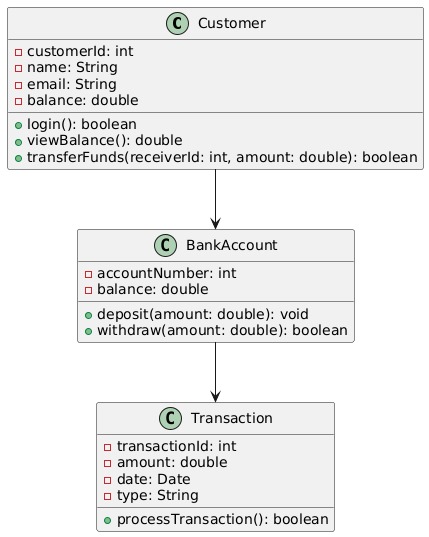 C Customer
customerId: int
name: String
email: String
balance: double
login(): boolean
viewBalance(): double
transferFunds(receiverId: int, amount: double): boolean
C BankAccount
accountNumber: int
balance: double
deposit(amount: double): void
withdraw(amount: double): boolean
C Transaction
transactionId: int
amount: double
date: Date
type: String
processTransaction(): boolean